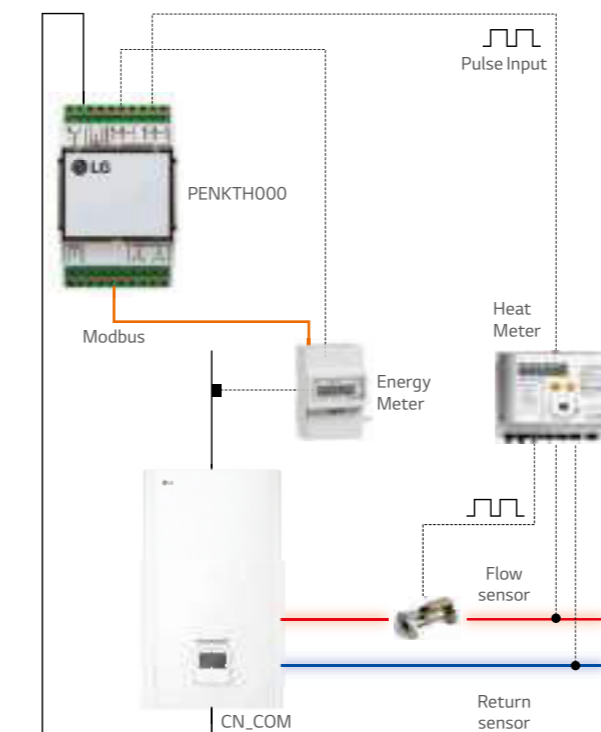 Pulse Input
LG
PENKTH000
Modbus
Heat
Meter
Energy
Meter
Flow
sensor
Return
sensor
CN_COM